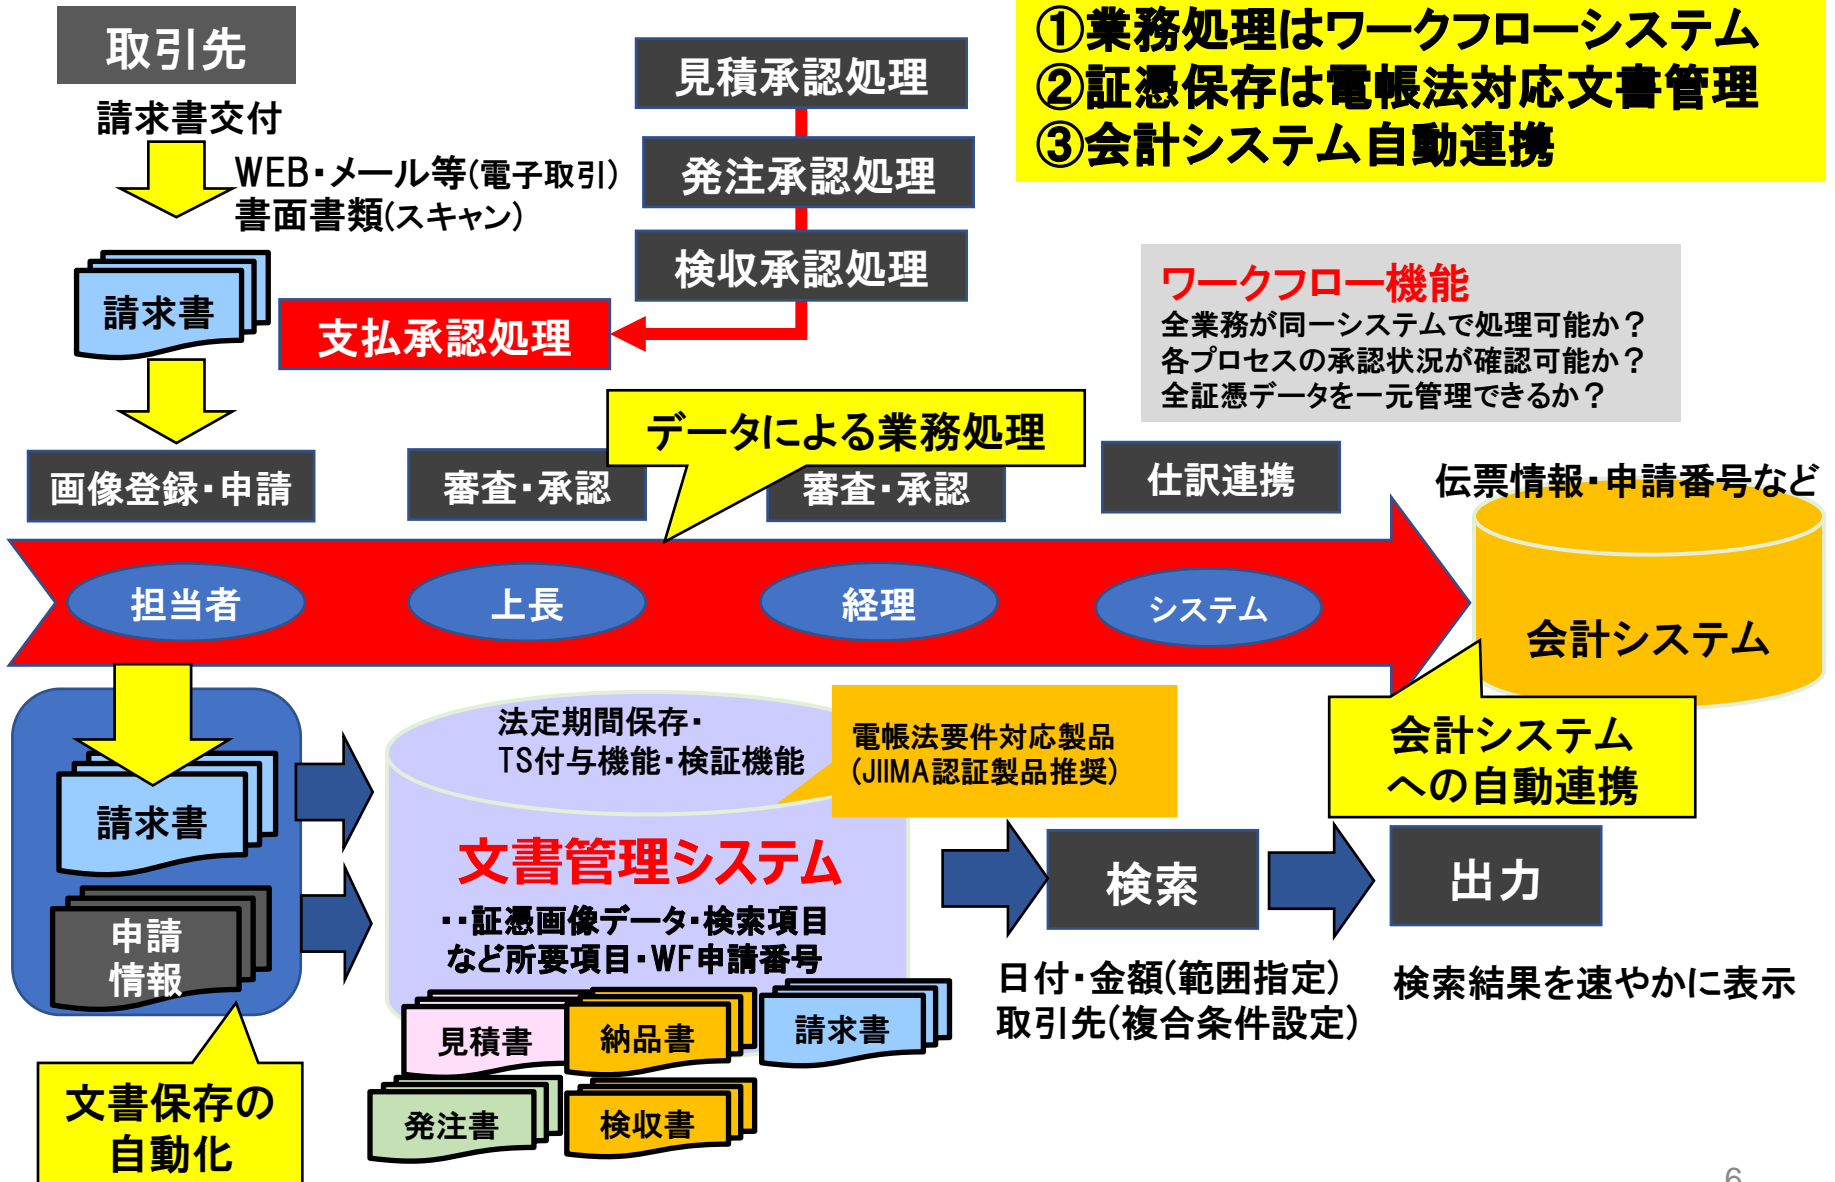 取引先
請求書交付
WEB・メール等(電子取引)
書面書類(スキャン)
請求書
見積承認処理
発注承認処理
検収承認処理
支払承認処理
①業務処理はワークフローシステム
②証憑保存は電帳法対応文書管理
③会計システム自動連携
ワークフロー機能
全業務が同一システムで処理可能か？
各プロセスの承認状況が確認可能か？
全証憑データを一元管理できるか？
データによる業務処理
画像登録・申請
審査・承認
審査・承認
仕訳連携
伝票情報・申請番号など
担当者
上長
経理
システム
会計システム
会計システム
への自動連携
請求書
申請
情報
文書保存の
自動化
法定期間保存・
TS付与機能・検証機能
電帳法要件対応製品
(JIIMA認証製品推奨)
文書管理システム
・・証憑画像データ・検索項目
など所要項目・WF申請番号
見積書
納品書
請求書
発注書
検収書
検索
日付・金額(範囲指定)
取引先(複合条件設定)
出力
検索結果を速やかに表示
6